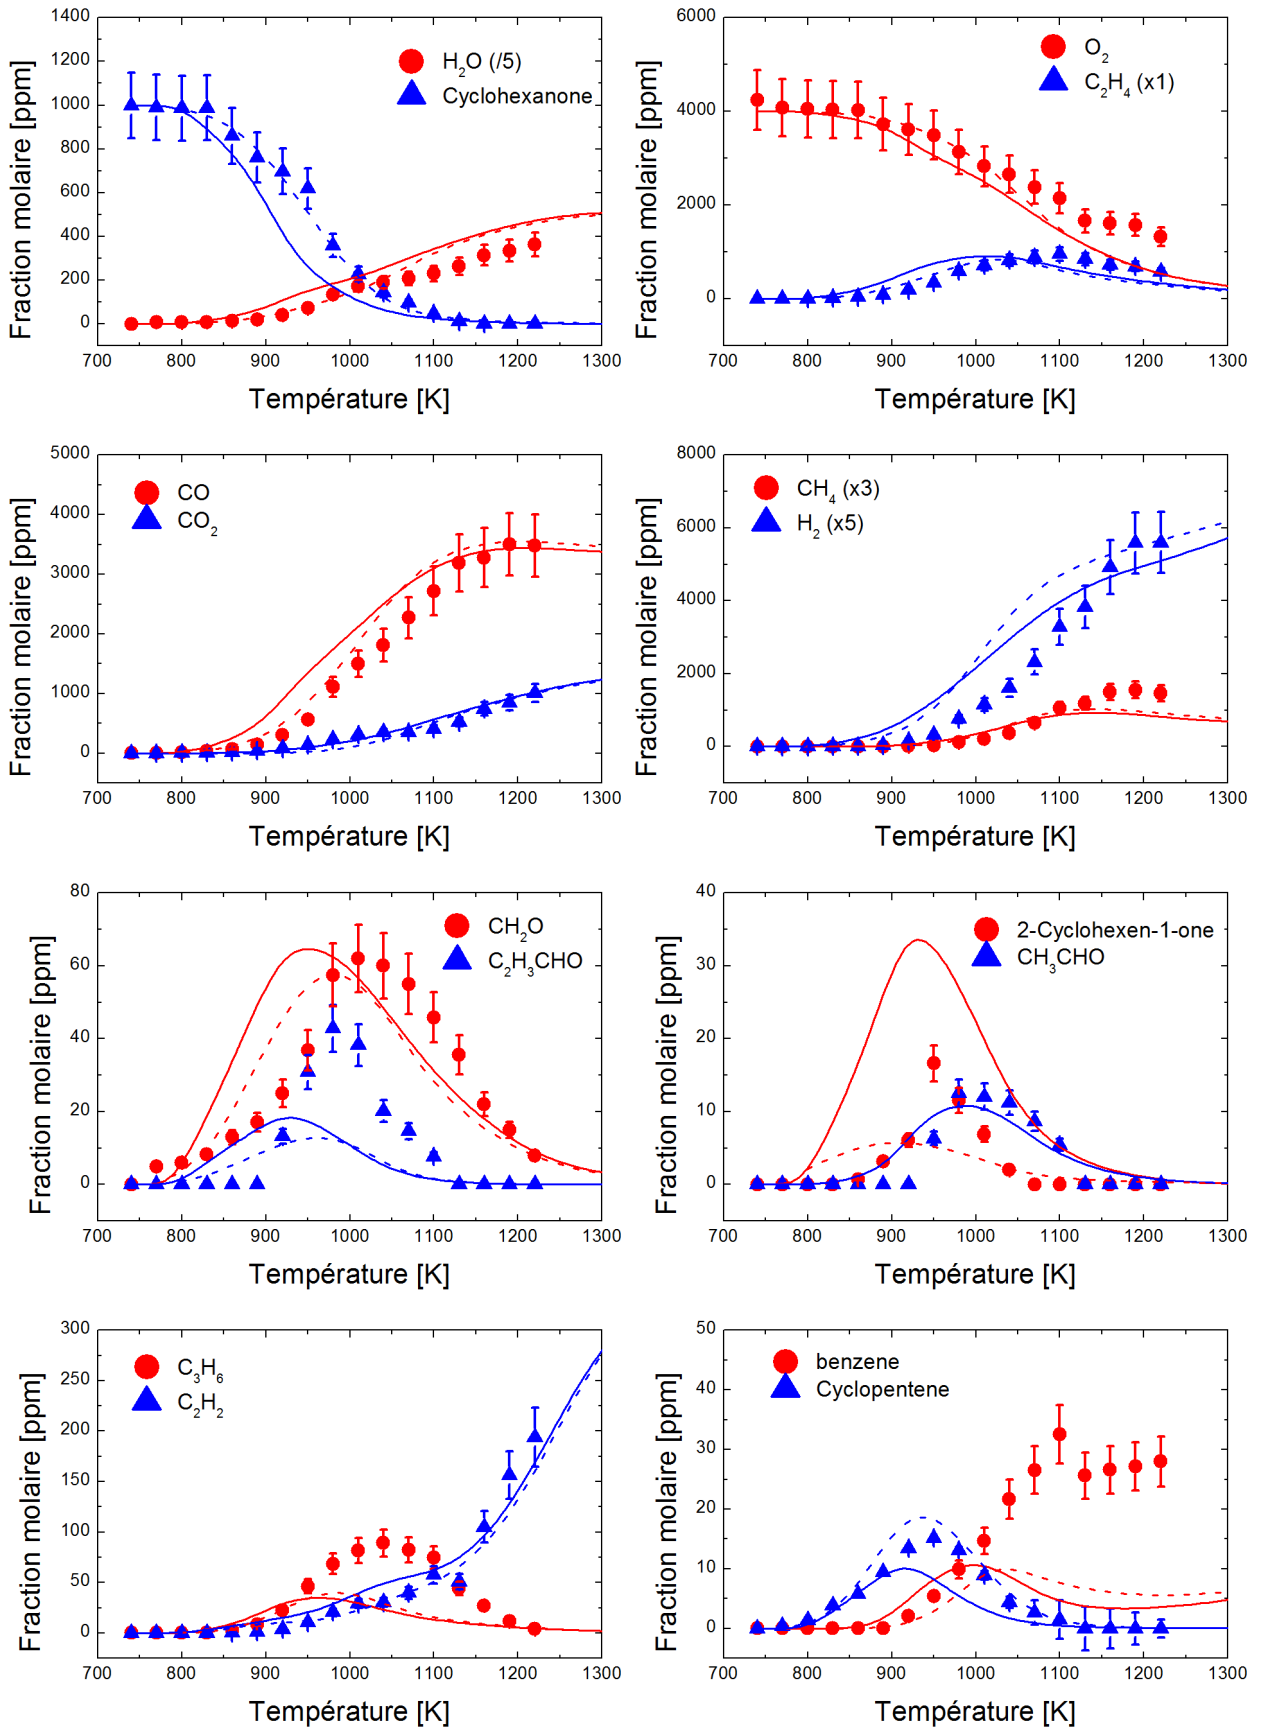 1400
1200
1000
800
600
400
200
0
700 800 900 1000 1100 1200 1300
Fraction molaire [ppm]
Température [K]
H₂O (/5)
Cyclohexanone
6000
4000
2000
0
700 800 900 1000 1100 1200 1300
Fraction molaire [ppm]
Température [K]
O₂
C₂H₄ (x1)
5000
4000
3000
2000
1000
0
700 800 900 1000 1100 1200 1300
Fraction molaire [ppm]
Température [K]
CO
CO₂
8000
6000
4000
2000
0
700 800 900 1000 1100 1200 1300
Fraction molaire [ppm]
Température [K]
CH₄ (x3)
H₂ (x5)
80
60
40
20
0
700 800 900 1000 1100 1200 1300
Fraction molaire [ppm]
Température [K]
CH₂O
C₂H₃CHO
40
30
20
10
0
700 800 900 1000 1100 1200 1300
Fraction molaire [ppm]
Température [K]
2-Cyclohexen-1-one
CH₃CHO
300
250
200
150
100
50
0
700 800 900 1000 1100 1200 1300
Fraction molaire [ppm]
Température [K]
C₃H₆
C₂H₂
50
40
30
20
10
0
700 800 900 1000 1100 1200 1300
Fraction molaire [ppm]
Température [K]
benzene
Cyclopentene